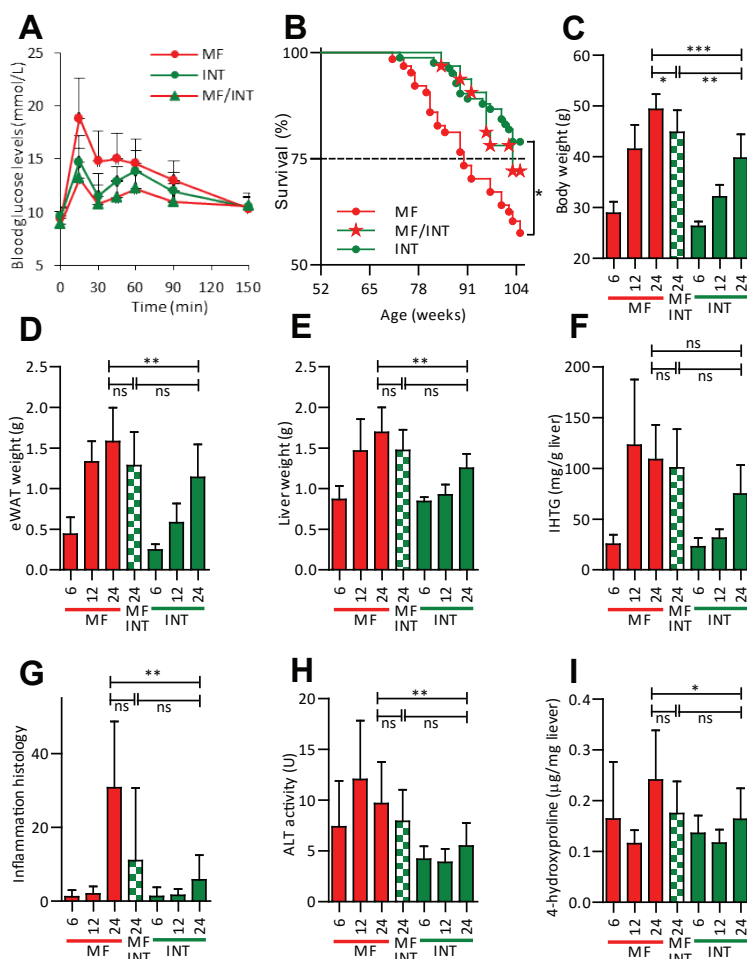 A
MF
INT
MF/INT
Bloodglucose levels (mmol/L)
25
20
15
10
5
0 30 60 90 120 150
Time (min)
B
Survival (%)
100
75
50
MF
MF/INT
INT
*
52 65 78 91 104
Age (weeks)
C
***
* **
Body weight (g)
60
50
40
30
20
6 12 24 24 6 12 24
MF MF INT INT
D
**
ns ns
eWAT weight (g)
2.5
2.0
1.5
1.0
0.5
0.0
6 12 24 24 6 12 24
MF MF INT INT
E
**
ns ns
Liver weight (g)
2.5
2.0
1.5
1.0
0.5
0.0
6 12 24 24 6 12 24
MF MF INT INT
F
ns
ns ns
IHTG (mg/g liver)
200
150
100
50
0
6 12 24 24 6 12 24
MF MF INT INT
G
**
ns ns
Inflammation histology
40
20
0
6 12 24 24 6 12 24
MF MF INT INT
H
**
ns ns
ALT activity (U)
20
15
10
5
0
6 12 24 24 6 12 24
MF MF INT INT
I
*
ns ns
4-hydroxyproline (µg/mg liever)
0.4
0.3
0.2
0.1
0.0
6 12 24 24 6 12 24
MF MF INT INT